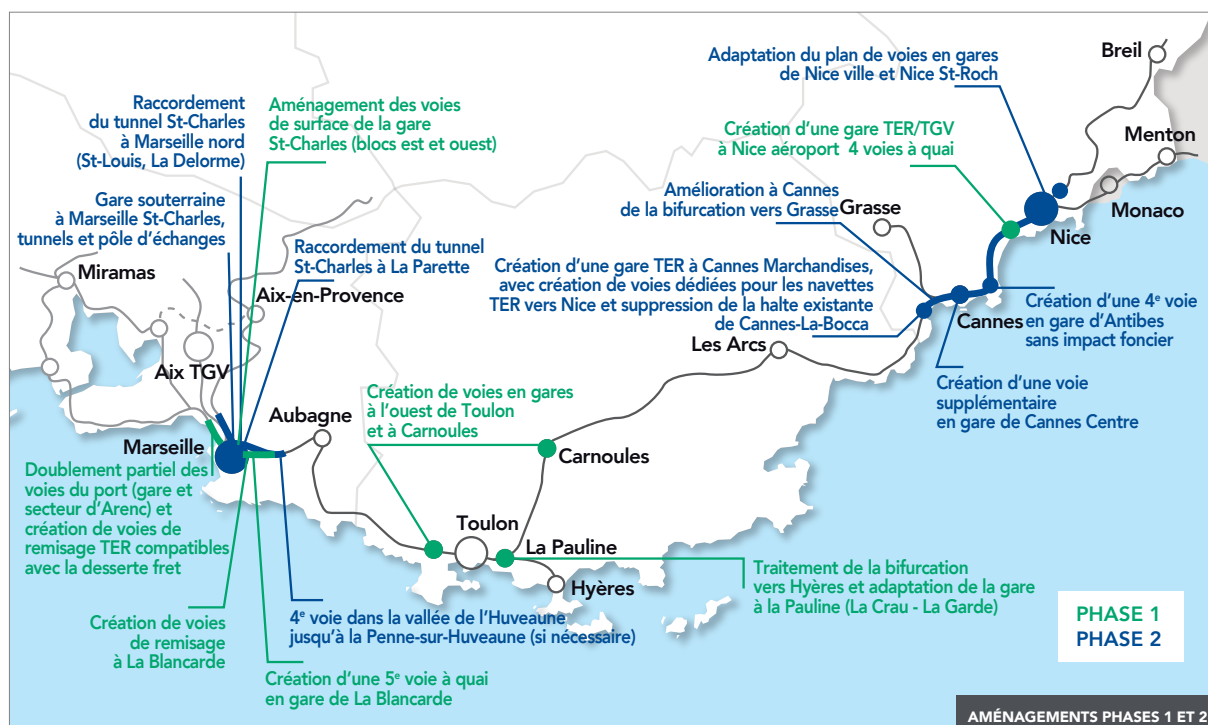 Adaptation du plan de voies en gares
de Nice ville et Nice St-Roch
Breil
Raccordement
du tunnel St-Charles
à Marseille nord
(St-Louis, La Delorme)
Aménagement des voies
de surface de la gare
St-Charles (blocs est et ouest)
Création d'une gare TER/TGV
à Nice aéroport 4 voies à quai
Menton
Gare souterraine
à Marseille St-Charles,
tunnels et pôle d'échanges
Amélioration à Cannes
de la bifurcation vers Grasse
Grasse
Monaco
Nice
Raccordement du tunnel
St-Charles à La Parette
Miramas
Aix-en-Provence
Création d'une gare TER à Cannes Marchandises,
avec création de voies dédiées pour les navettes
TER vers Nice et suppression de la halte existante
de Cannes-La-Bocca
Cannes
Création d'une 4e voie
en gare d'Antibes
sans impact foncier
Les Arcs
Aix TGV
Création de voies en gares
à l'ouest de Toulon
et à Carnoules
Création d'une voie
supplémentaire
en gare de Cannes Centre
Aubagne
Marseille
Carnoules
Doublement partiel des
voies du port (gare et
secteur d'Arenc) et
création de voies de
remisage TER compatibles
avec la desserte fret
Toulon
La Pauline
Hyères
Traitement de la bifurcation
vers Hyères et adaptation de la gare
à la Pauline (La Crau - La Garde)
Création de voies
de remisage
à La Blancarde
4e voie dans la vallée de l'Huveaune
jusqu'à la Penne-sur-Huveaune (si nécessaire)
Création d'une 5e voie à quai
en gare de La Blancarde
PHASE 1
PHASE 2
AMÉNAGEMENTS PHASES 1 ET 2